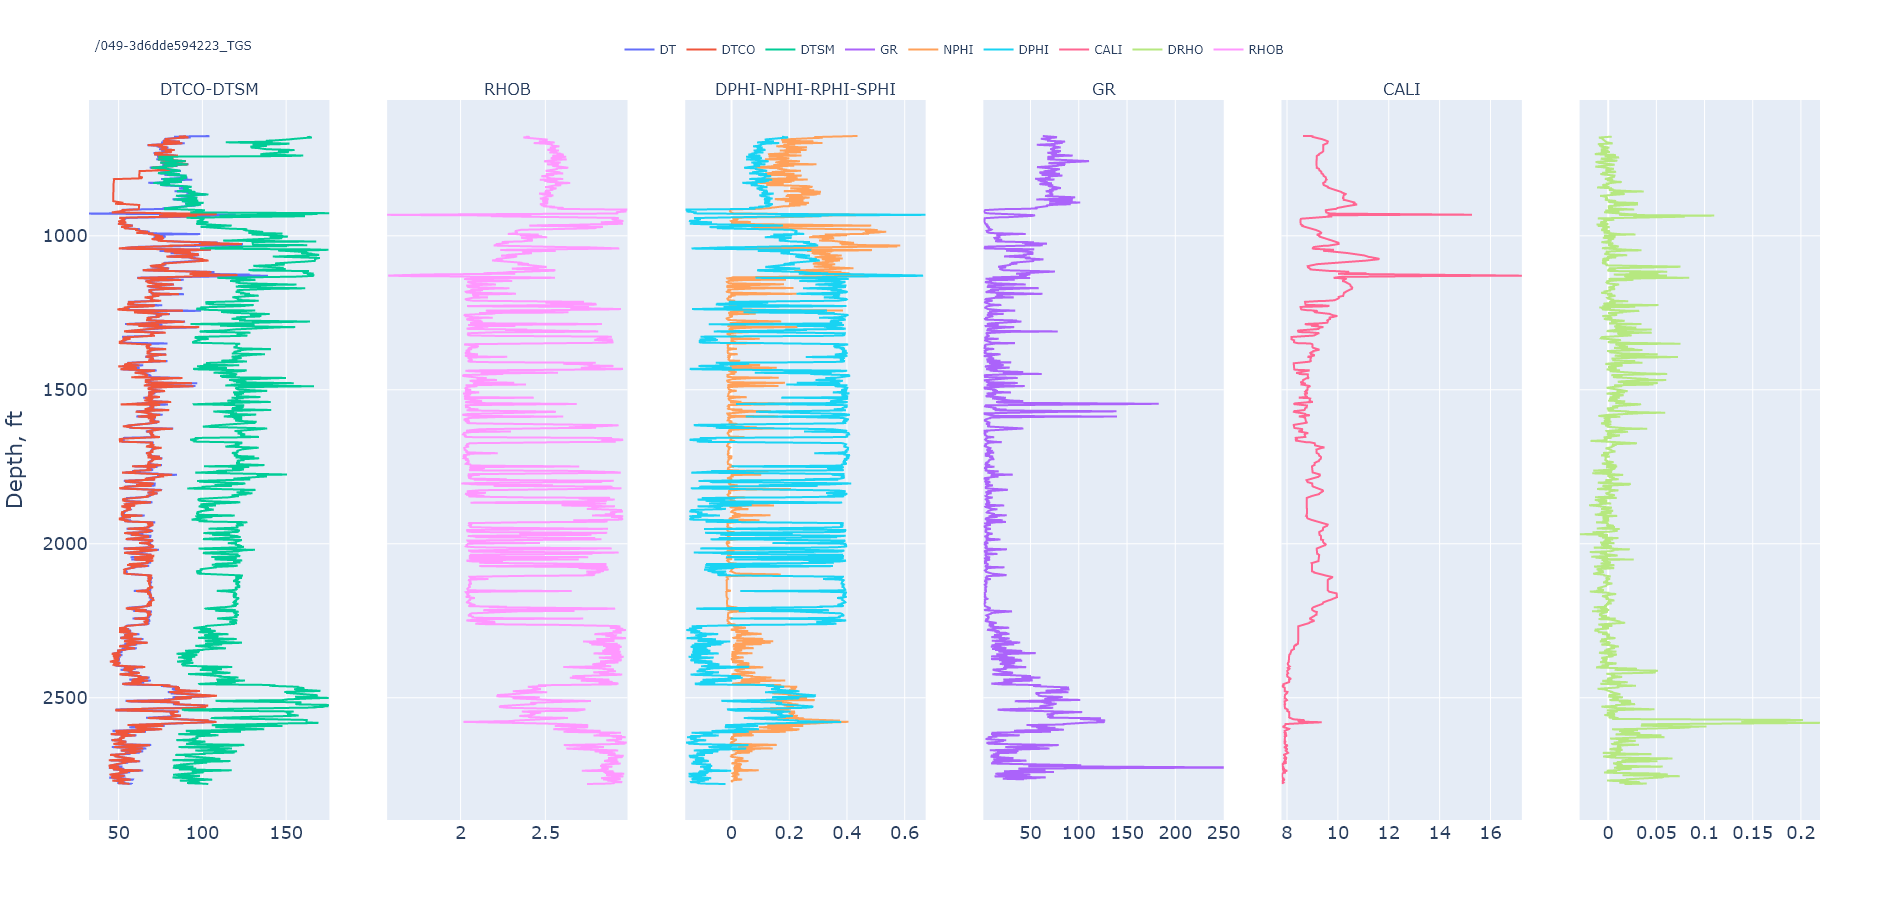 /049-3d6dde594223_TGS
DT DTCO DTSM GR NPHI DPHI CALI DRHO RHOB
DTCO-DTSM RHOB DPHI-NPHI-RPHI-SPHI GR CALI
1000
1500
2000
2500
Depth, ft
50 100 150 2 2.5 0 0.2 0.4 0.6 50 100 150 200 250 8 10 12 14 16 0 0.05 0.1 0.15 0.2